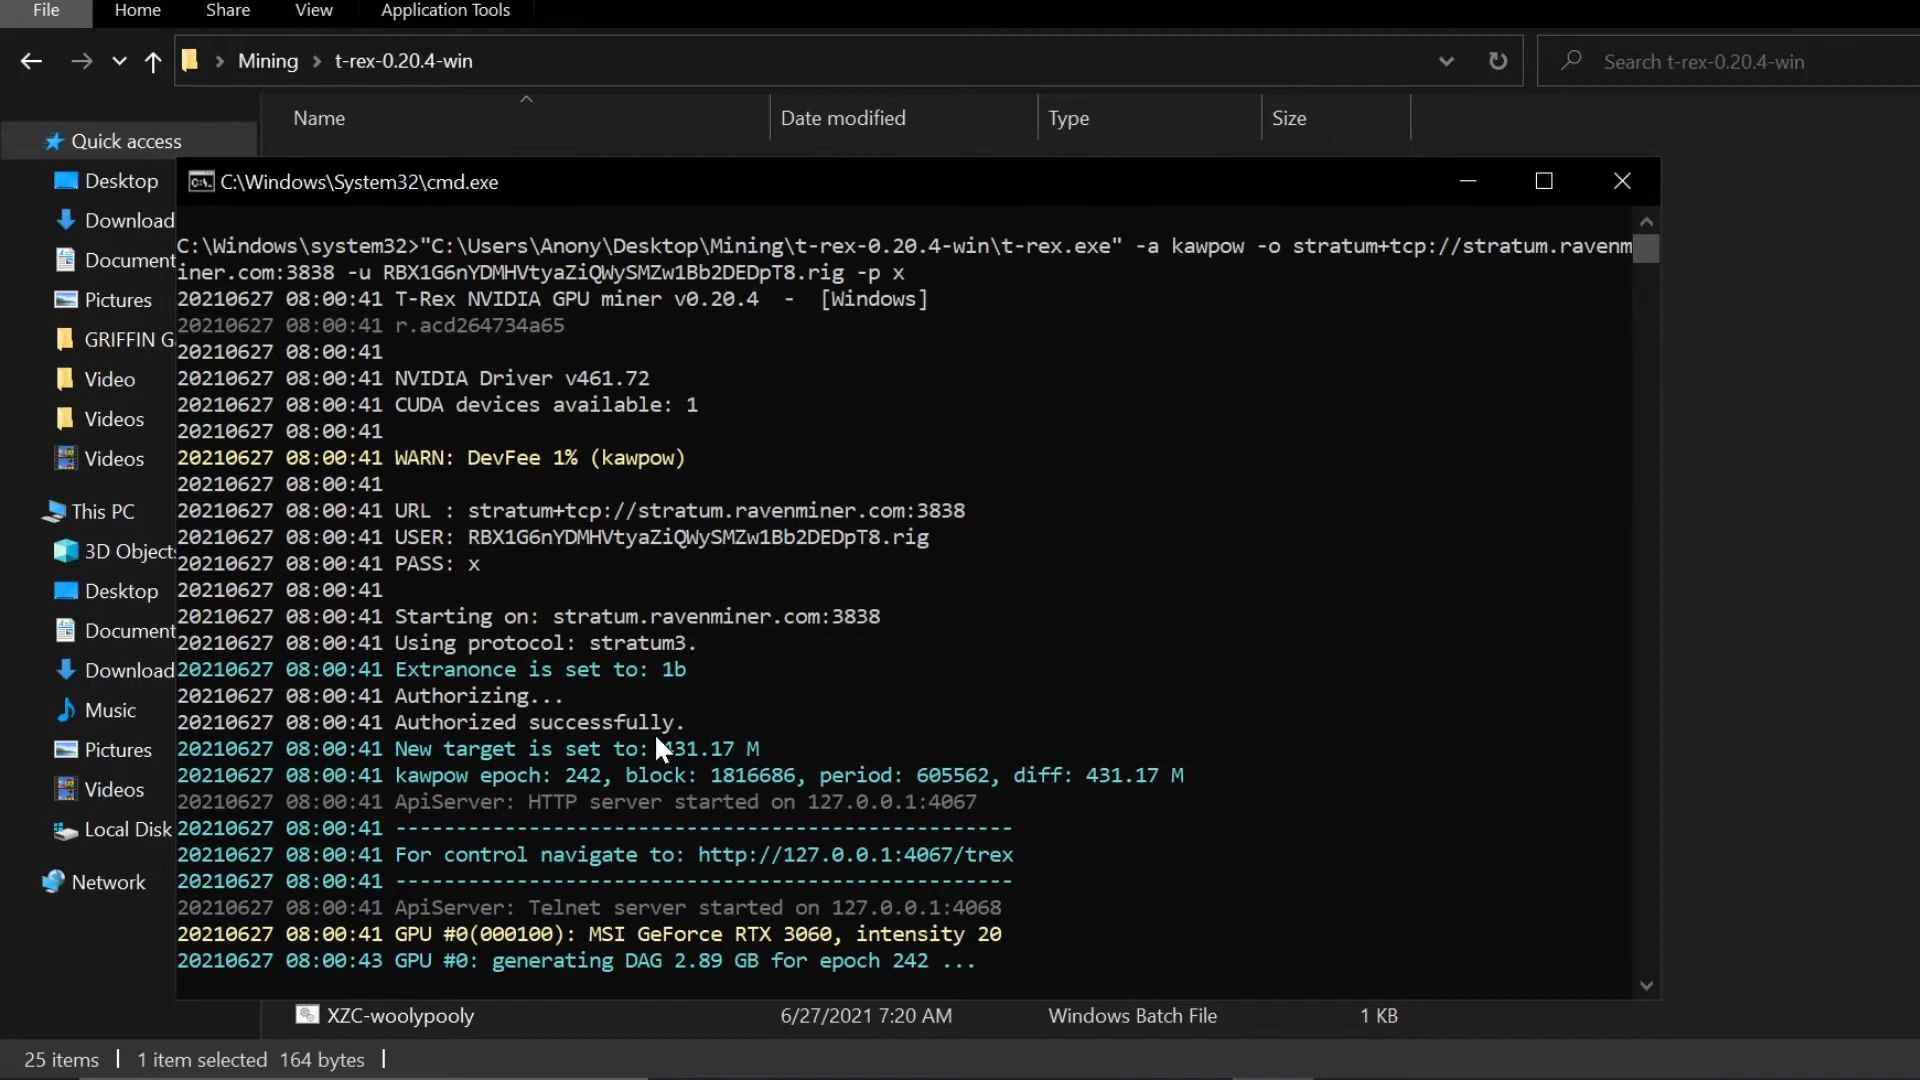 File Home Share View Application Tools
Mining t-rex-0.20.4-win
Search t-rex-0.20.4-win
Name Date modified Type Size
Quick access
Desktop
Download
Document
Pictures
GRIFFIN G
Video
Videos
Videos
This PC
3D Objects
Desktop
Document
Download
Music
Pictures
Videos
Local Disk
Network
C:\Windows\System32\cmd.exe
C:\Windows\system32>"C:\Users\Anony\Desktop\Mining\t-rex-0.20.4-win\t-rex.exe" -a kawpow -o stratum+tcp://stratum.ravenm
iner.com:3838 -u RBX1G6nYDMHVtyaZiQWySMZw1Bb2DEDpT8.rig -p x
20210627 08:00:41 T-Rex NVIDIA GPU miner v0.20.4 - [Windows]
20210627 08:00:41 r.acd264734a65
20210627 08:00:41
20210627 08:00:41 NVIDIA Driver v461.72
20210627 08:00:41 CUDA devices available: 1
20210627 08:00:41
20210627 08:00:41 WARN: DevFee 1% (kawpow)
20210627 08:00:41
20210627 08:00:41 URL : stratum+tcp://stratum.ravenminer.com:3838
20210627 08:00:41 USER: RBX1G6nYDMHVtyaZiQWySMZw1Bb2DEDpT8.rig
20210627 08:00:41 PASS: x
20210627 08:00:41
20210627 08:00:41 Starting on: stratum.ravenminer.com:3838
20210627 08:00:41 Using protocol: stratum3.
20210627 08:00:41 Extranonce is set to: 1b
20210627 08:00:41 Authorizing...
20210627 08:00:41 Authorized successfully.
20210627 08:00:41 New target is set to: 431.17 M
20210627 08:00:41 kawpow epoch: 242, block: 1816686, period: 605562, diff: 431.17 M
20210627 08:00:41 ApiServer: HTTP server started on 127.0.0.1:4067
20210627 08:00:41 ---------------------------------------------------
20210627 08:00:41 For control navigate to: http://127.0.0.1:4067/trex
20210627 08:00:41 ---------------------------------------------------
20210627 08:00:41 ApiServer: Telnet server started on 127.0.0.1:4068
20210627 08:00:41 GPU #0(000100): MSI GeForce RTX 3060, intensity 20
20210627 08:00:43 GPU #0: generating DAG 2.89 GB for epoch 242 ...
XZC-woolypooly 6/27/2021 7:20 AM Windows Batch File 1 KB
25 items 1 item selected 164 bytes